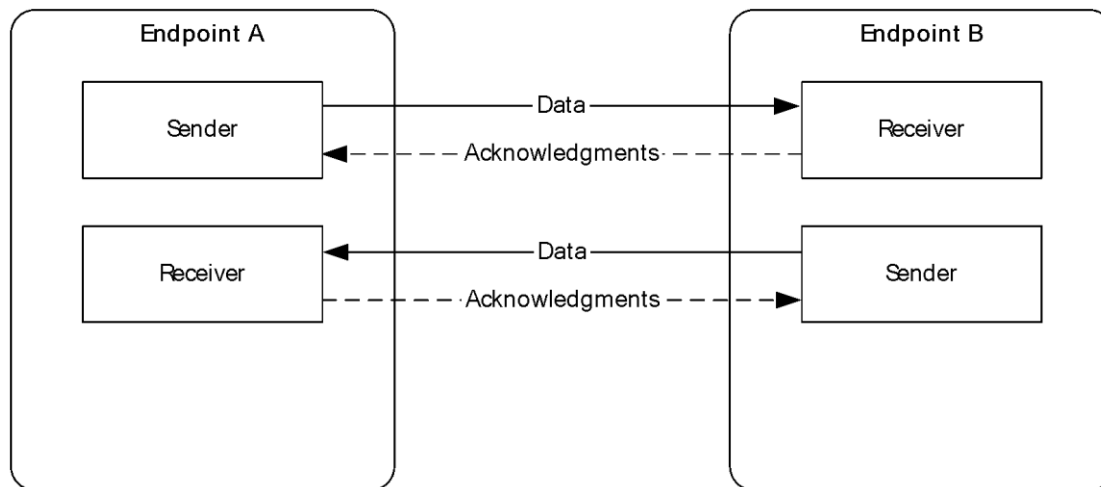 Endpoint A
Endpoint B
Sender
Data
Receiver
Acknowledgments
Receiver
Data
Sender
Acknowledgments